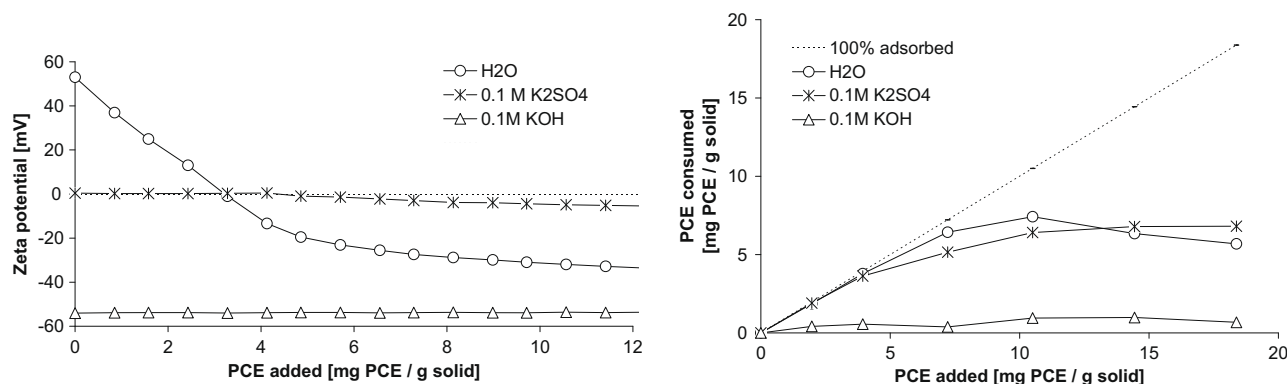 60
40
20
0
-20
-40
-60
0
2
4
6
8
10
12
Zeta potential [mV]
PCE added [mg PCE / g solid]
H2O
0.1 M K2SO4
0.1M KOH
20
15
10
5
0
0
5
10
15
20
PCE consumed
[mg PCE / g solid]
PCE added [mg PCE / g solid]
100% adsorbed
H2O
0.1M K2SO4
0.1M KOH